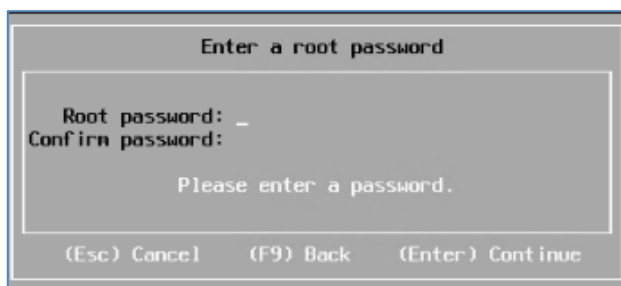 Enter a root password
Root password: _
Confirm password:
Please enter a password.
(Esc) Cancel (F9) Back (Enter) Continue